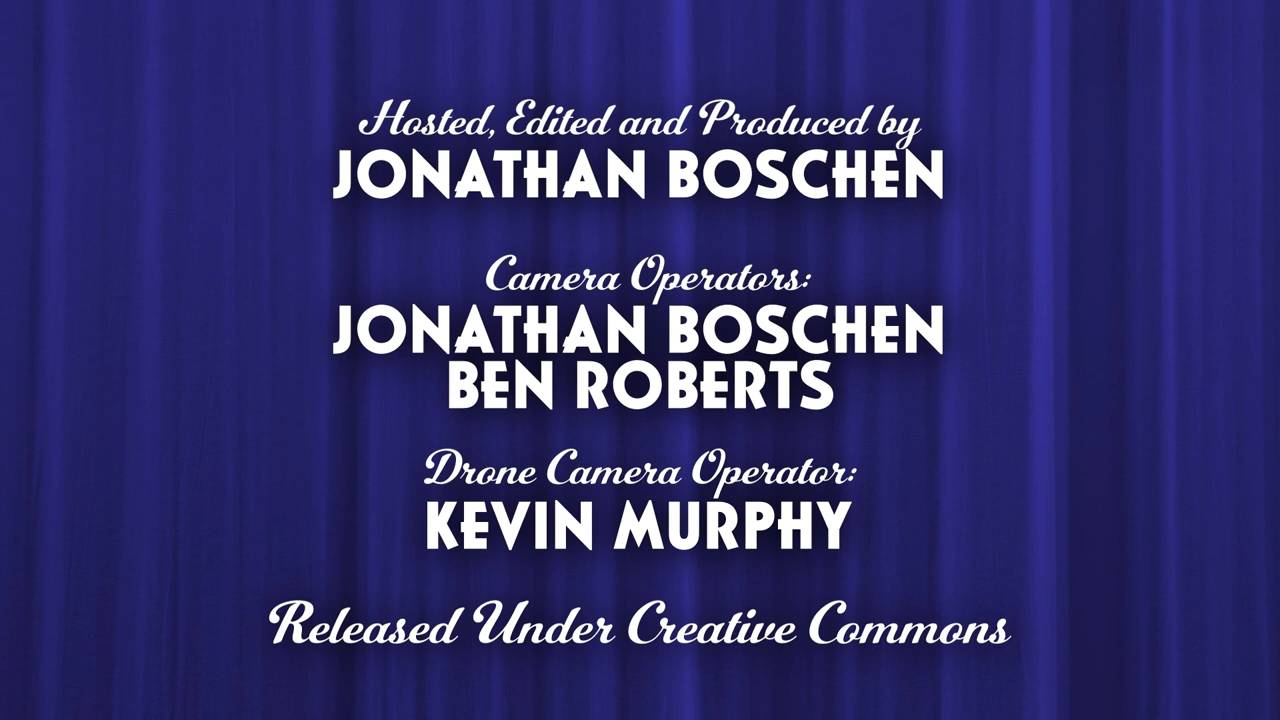 Hosted, Edited and Produced by
JONATHAN BOSCHEN
Camera Operators:
JONATHAN BOSCHEN
BEN ROBERTS
Drone Camera Operator:
KEVIN MURPHY
Released Under Creative Commons